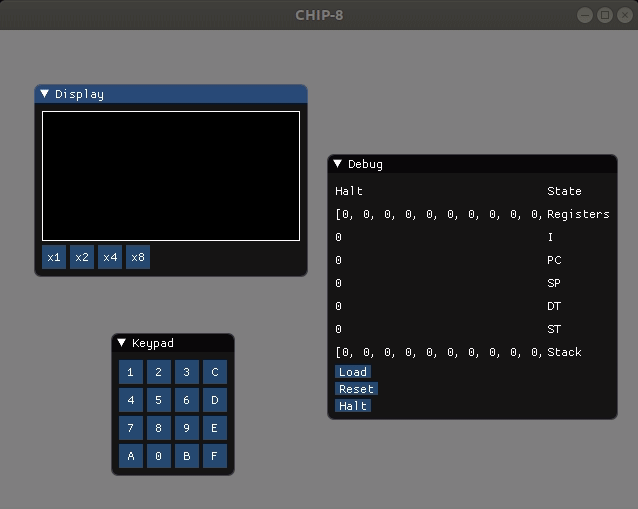 CHIP-8
Display
x1 x2 x4 x8
Debug
Halt State
[0, 0, 0, 0, 0, 0, 0, 0, 0, 0, Registers
0 I
0 PC
0 SP
0 DT
0 ST
[0, 0, 0, 0, 0, 0, 0, 0, 0, 0, Stack
Load
Reset
Halt
Keypad
1 2 3 C
4 5 6 D
7 8 9 E
A 0 B F